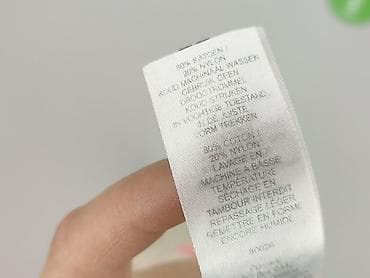 80% KATOEN /
20% NYLON
KOUD MACHINAAL WASSEN
GEBRUIK GEEN
DROOGTROMMEL
KOUD STRIJKEN
IN VOCHTIGE TOESTAND
IN DE JUISTE
VORM TREKKEN
80% COTON /
20% NYLON
LAVAGE EN
MACHINE A BASSE
TEMPERATURE
SÉCHAGE EN
TAMBOUR INTERDIT
REPASSAGE LÉGER
REMETTRE EN FORME
ENCORE HUMIDE